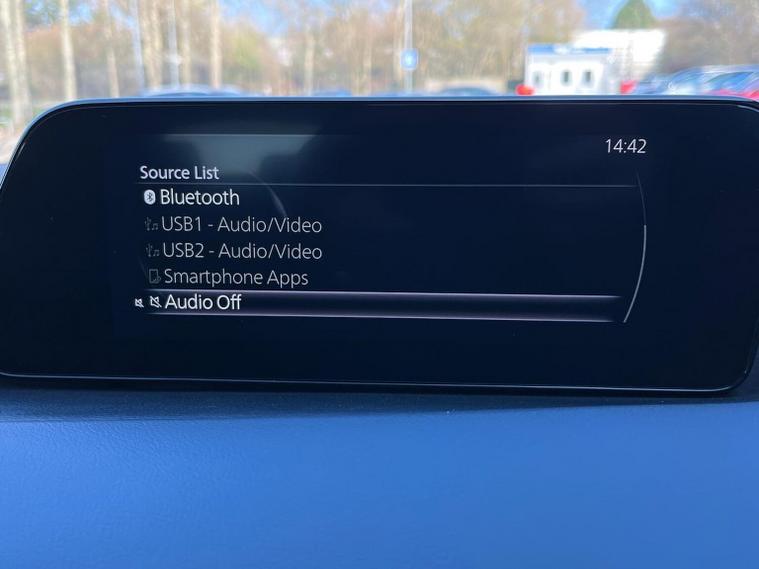 14:42
Source List
Bluetooth
USB1 - Audio/Video
USB2 - Audio/Video
Smartphone Apps
Audio Off